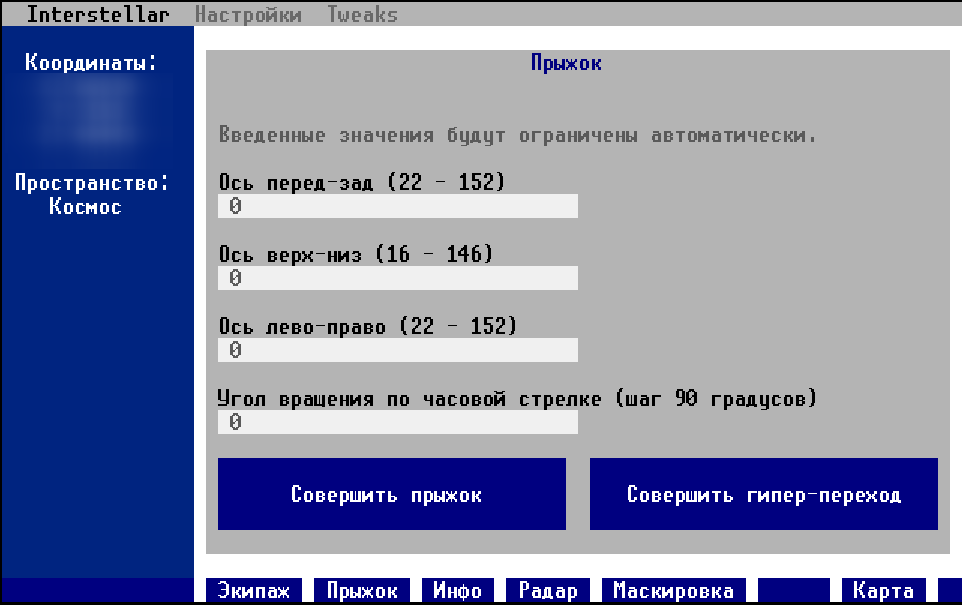 Interstellar Настройки Tweaks
Координаты:
Пространство:
Космос
Прыжок
Введенные значения будут ограничены автоматически.
Ось перед-зад (22 - 152)
0
Ось верх-низ (16 - 146)
0
Ось лево-право (22 - 152)
0
Угол вращения по часовой стрелке (шаг 90 градусов)
0
Совершить прыжок
Совершить гипер-переход
Экипаж Прыжок Инфо Радар Маскировка Карта